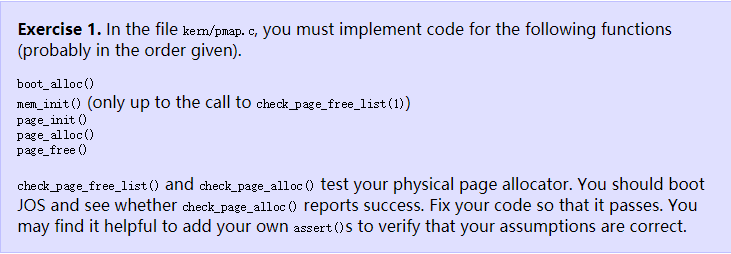 Exercise 1. In the file kern/pmap.c, you must implement code for the following functions
(probably in the order given).
boot_alloc()
mem_init() (only up to the call to check_page_free_list(1))
page_init()
page_alloc()
page_free()
check_page_free_list() and check_page_alloc() test your physical page allocator. You should boot
JOS and see whether check_page_alloc() reports success. Fix your code so that it passes. You
may find it helpful to add your own assert()s to verify that your assumptions are correct.